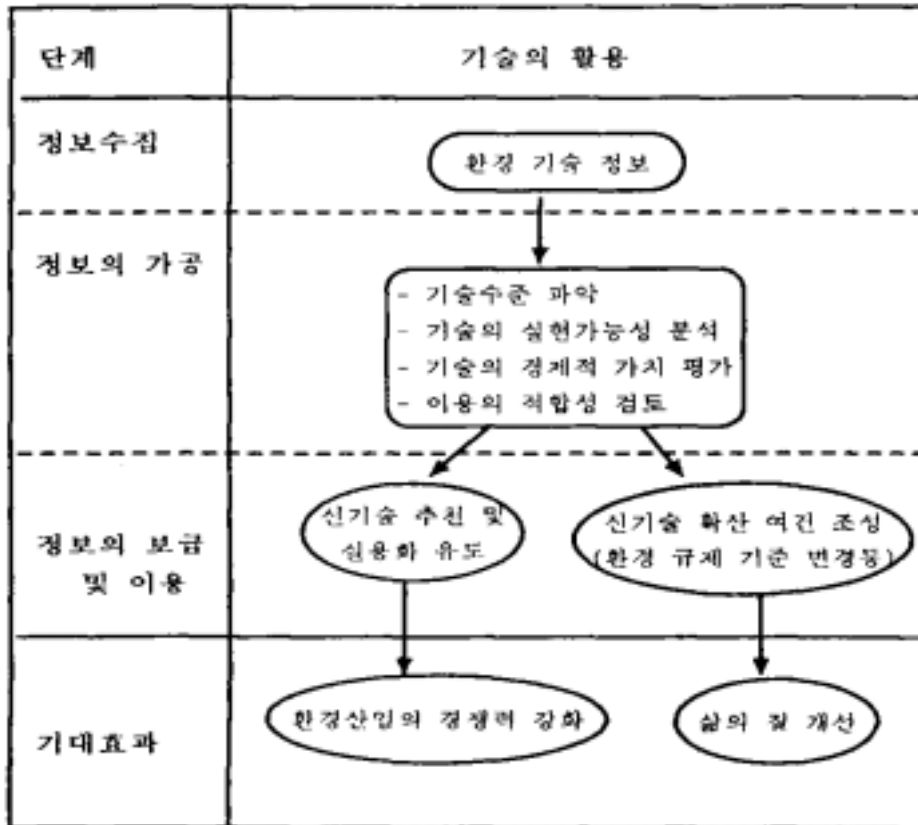 단계
기술의 활용
정보수집
환경 기술 정보
정보의 가공
- 기술수준 파악
- 기술의 실현가능성 분석
- 기술의 경제적 가치 평가
- 이용의 적합성 검토
정보의 보급
및 이용
신기술 추천 및
실용화 유도
신기술 확산 여건 조성
(환경 규제 기준 변경등)
기대효과
환경산업의 경쟁력 강화
삶의 질 개선